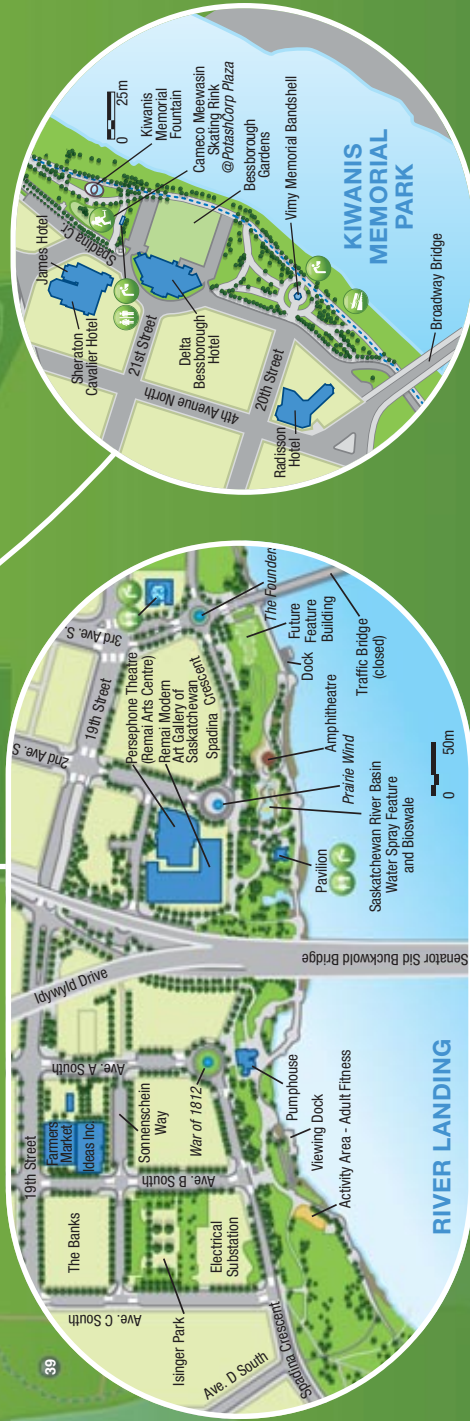 39
Ave. C South
The Banks
19th Street
Farmers
Market
Ideas Inc.
Ave. A South
Idywyld Drive
Sonnenschein
Way
Ave. B South
Isinger Park
Electrical
Substation
War of 1812
Ave. D South
Spadina Crescent
Pumphouse
Viewing Dock
Activity Area - Adult Fitness
RIVER LANDING
Senator Sid Buckwold Bridge
2nd Ave. S.
19th Street
3rd Ave. S.
Persephone Theatre
(Remai Arts Centre)
Remai Modern
Art Gallery of
Saskatchewan
Spadina Crescent
The Founders
Future
Feature
Building
Dock
Traffic Bridge
(closed)
Amphitheatre
Prairie Wind
Saskatchewan River Basin
Water Spray Feature
and Bioswale
Pavilion
0
50m
James Hotel
Sheraton
Cavalier Hotel
Spadina Cr.
21st Street
Delta
Bessborough
Hotel
4th Avenue North
20th Street
Radisson
Hotel
0
25m
Kiwanis
Memorial
Fountain
Cameco Meewasin
Skating Rink
@PotashCorp Plaza
Bessborough
Gardens
Vimy Memorial Bandshell
KIWANIS
MEMORIAL
PARK
Broadway Bridge